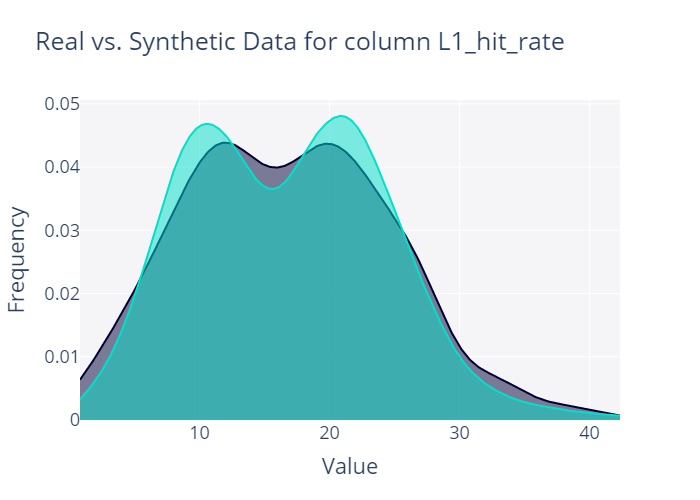 Real vs. Synthetic Data for column L1_hit_rate
0.05
0.04
0.03
0.02
0.01
0
10 20 30 40
Frequency
Value